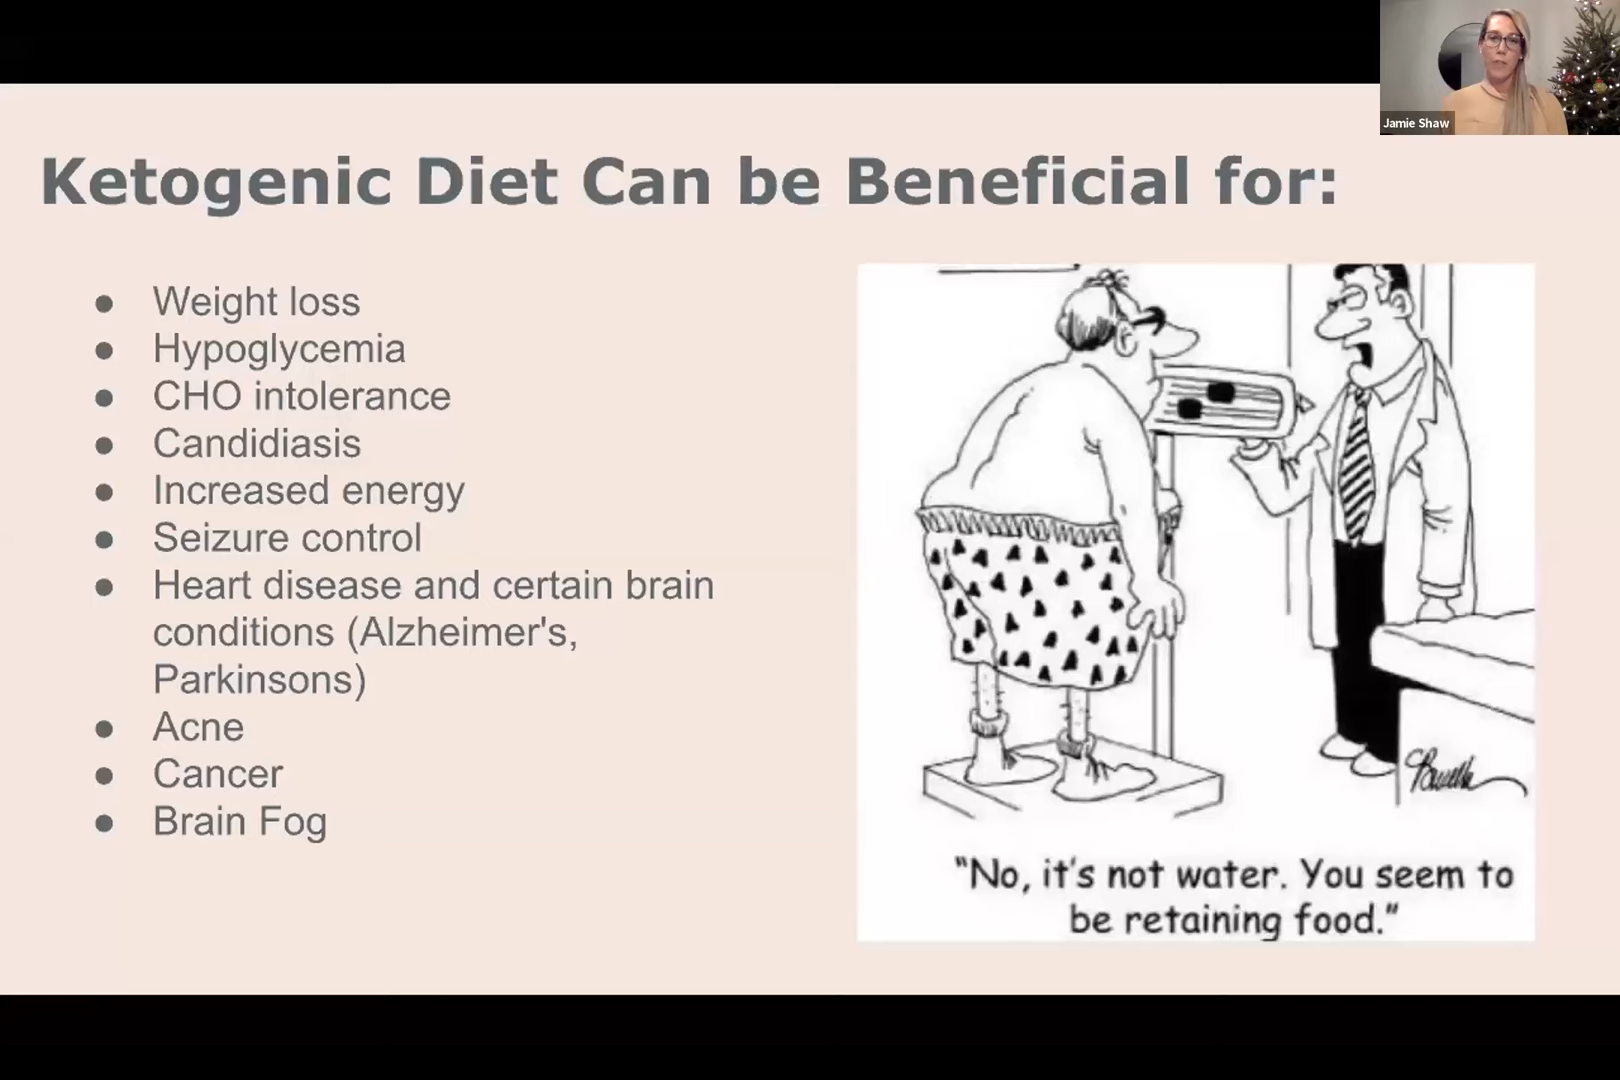 Jamie Shaw
Ketogenic Diet Can be Beneficial for:
● Weight loss
● Hypoglycemia
● CHO intolerance
● Candidiasis
● Increased energy
● Seizure control
● Heart disease and certain brain
conditions (Alzheimer's,
Parkinsons)
● Acne
● Cancer
● Brain Fog
"No, it's not water. You seem to
be retaining food."